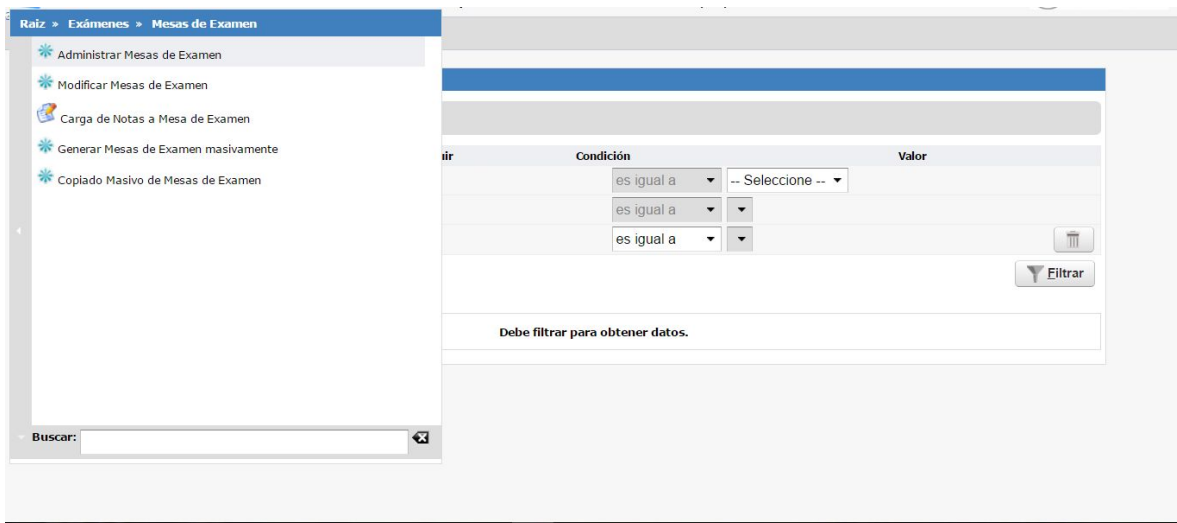 Raiz » Exámenes » Mesas de Examen
Administrar Mesas de Examen
Modificar Mesas de Examen
Carga de Notas a Mesa de Examen
Generar Mesas de Examen masivamente
Copiado Masivo de Mesas de Examen
Buscar:
Condición Valor
es igual a -- Seleccione --
es igual a
es igual a
Filtrar
Debe filtrar para obtener datos.